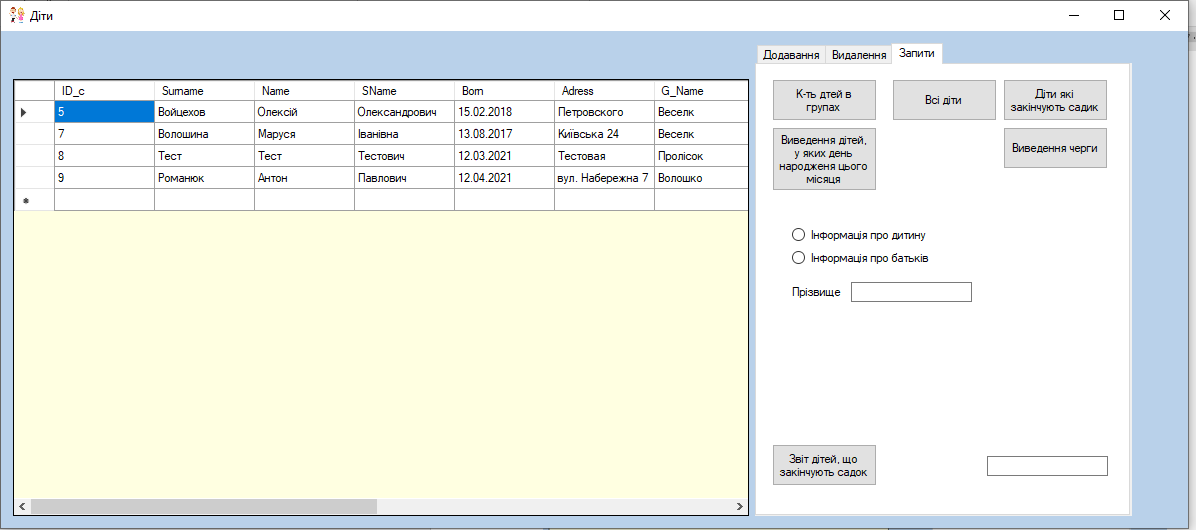 Діти
Додавання Видалення Запити
ID_c Surname Name SName Born Adress G_Name
5 Войцехов Олексій Олександрович 15.02.2018 Петровского Веселк
7 Волошина Маруся Іванівна 13.08.2017 Київська 24 Веселк
8 Тест Тест Тестович 12.03.2021 Тестовая Пролісок
9 Романюк Антон Павлович 12.04.2021 вул. Набережна 7 Волошко
К-ть дтей в
групах
Всі діти
Діти які
закінчують садик
Виведення дітей,
у яких день
народженя цього
місяця
Виведення черги
Інформація про дитину
Інформація про батьків
Прізвище
Звіт дітей, що
закінчують садок